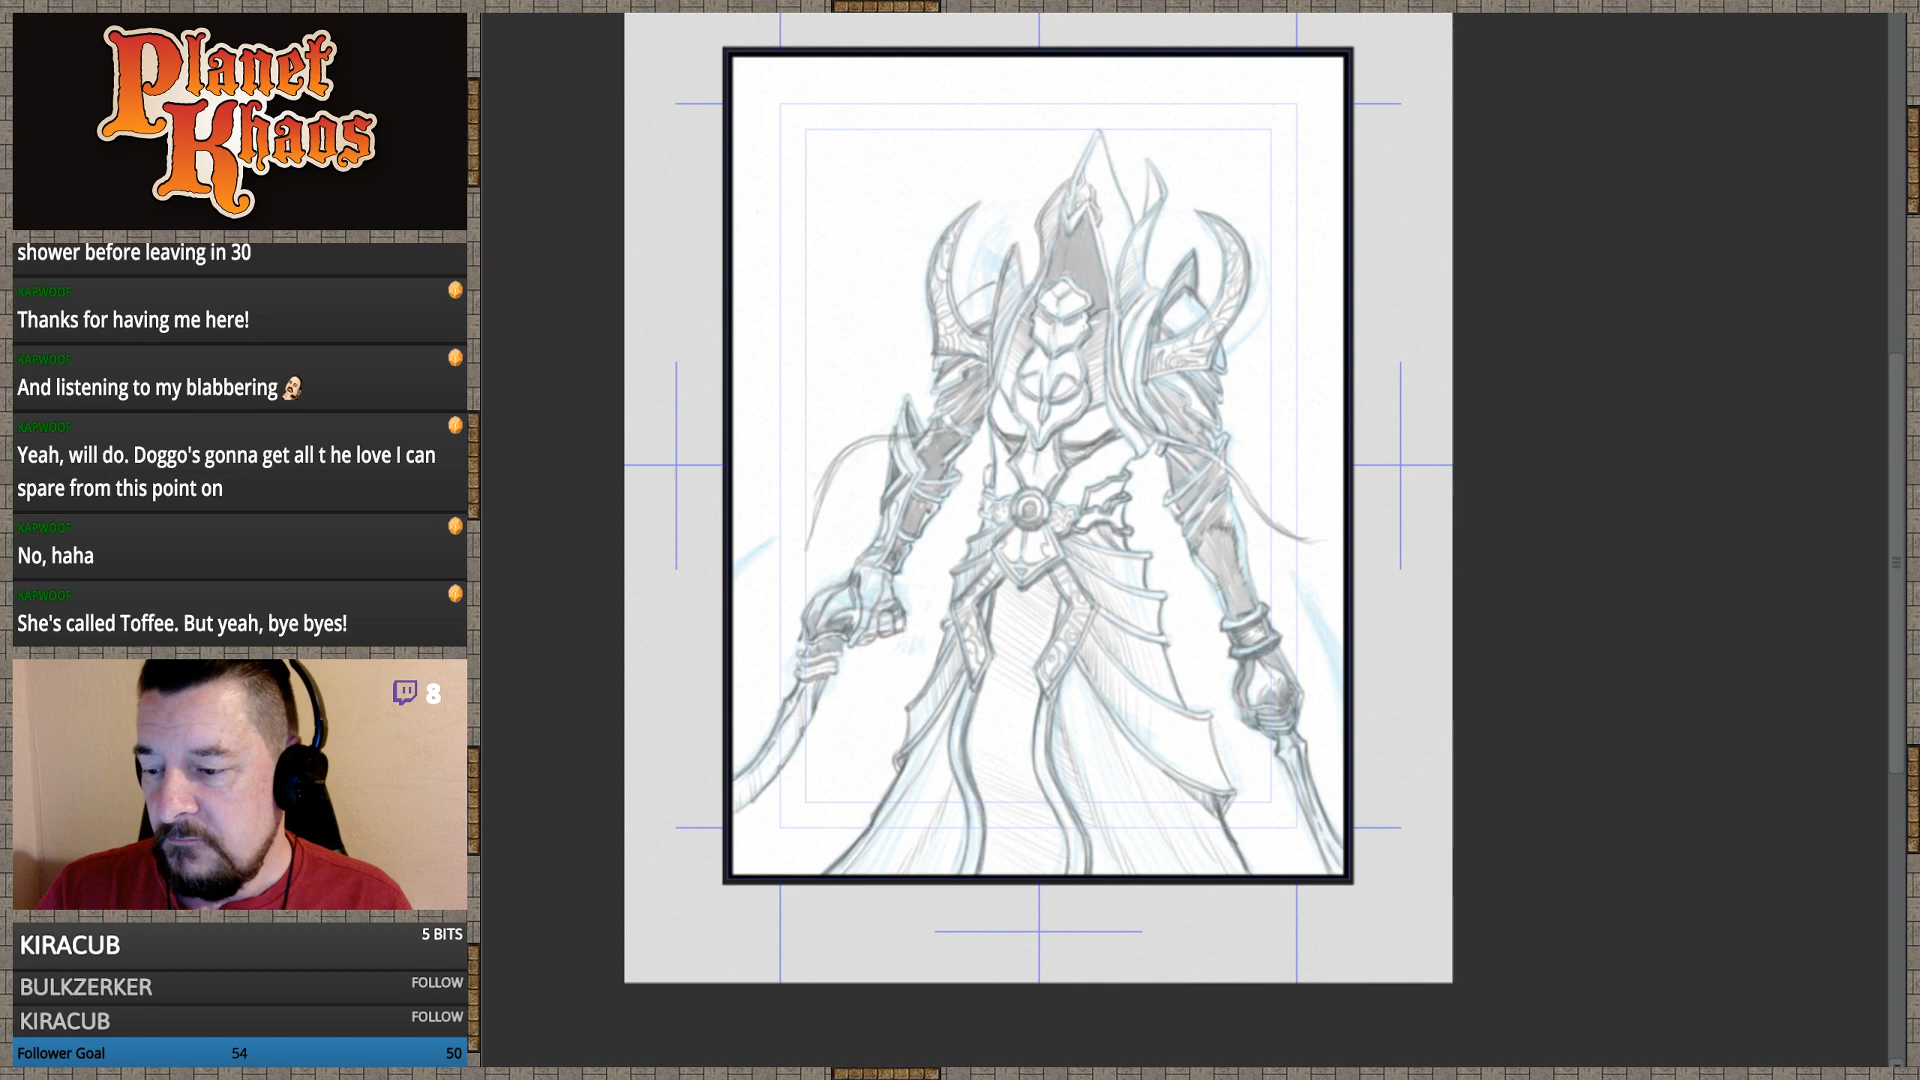 Planet
Khaos
shower before leaving in 30
KAPWOOF
Thanks for having me here!
KAPWOOF
And listening to my blabbering
KAPWOOF
Yeah, will do. Doggo's gonna get all t he love I can
spare from this point on
KAPWOOF
No, haha
KAPWOOF
She's called Toffee. But yeah, bye byes!
8
KIRACUB 5 BITS
BULKZERKER FOLLOW
KIRACUB FOLLOW
Follower Goal 54 50